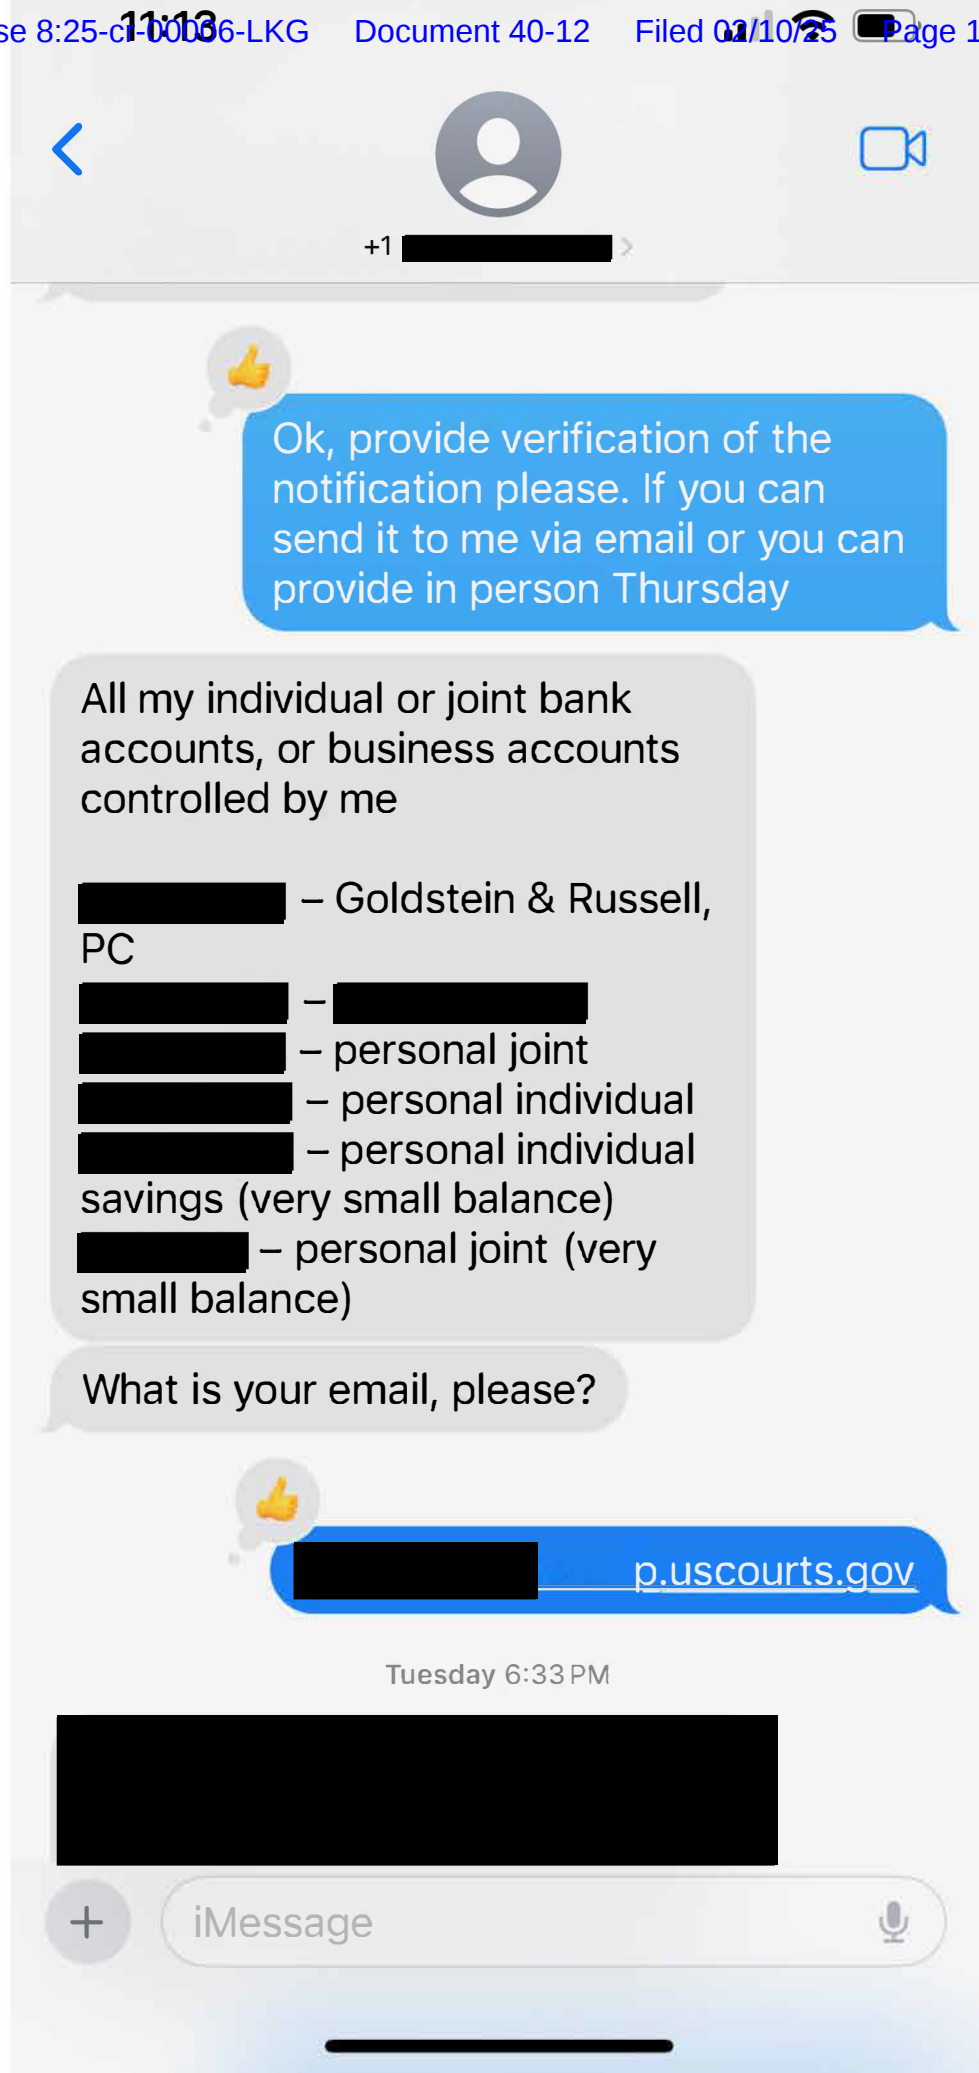 se 8:25-cr-00006-LKG Document 40-12 Filed 02/10/25 Page 1
11:13
+1
Ok, provide verification of the
notification please. If you can
send it to me via email or you can
provide in person Thursday
All my individual or joint bank
accounts, or business accounts
controlled by me
– Goldstein & Russell,
PC
–
– personal joint
– personal individual
– personal individual
savings (very small balance)
– personal joint (very
small balance)
What is your email, please?
p.uscourts.gov
Tuesday 6:33 PM
iMessage